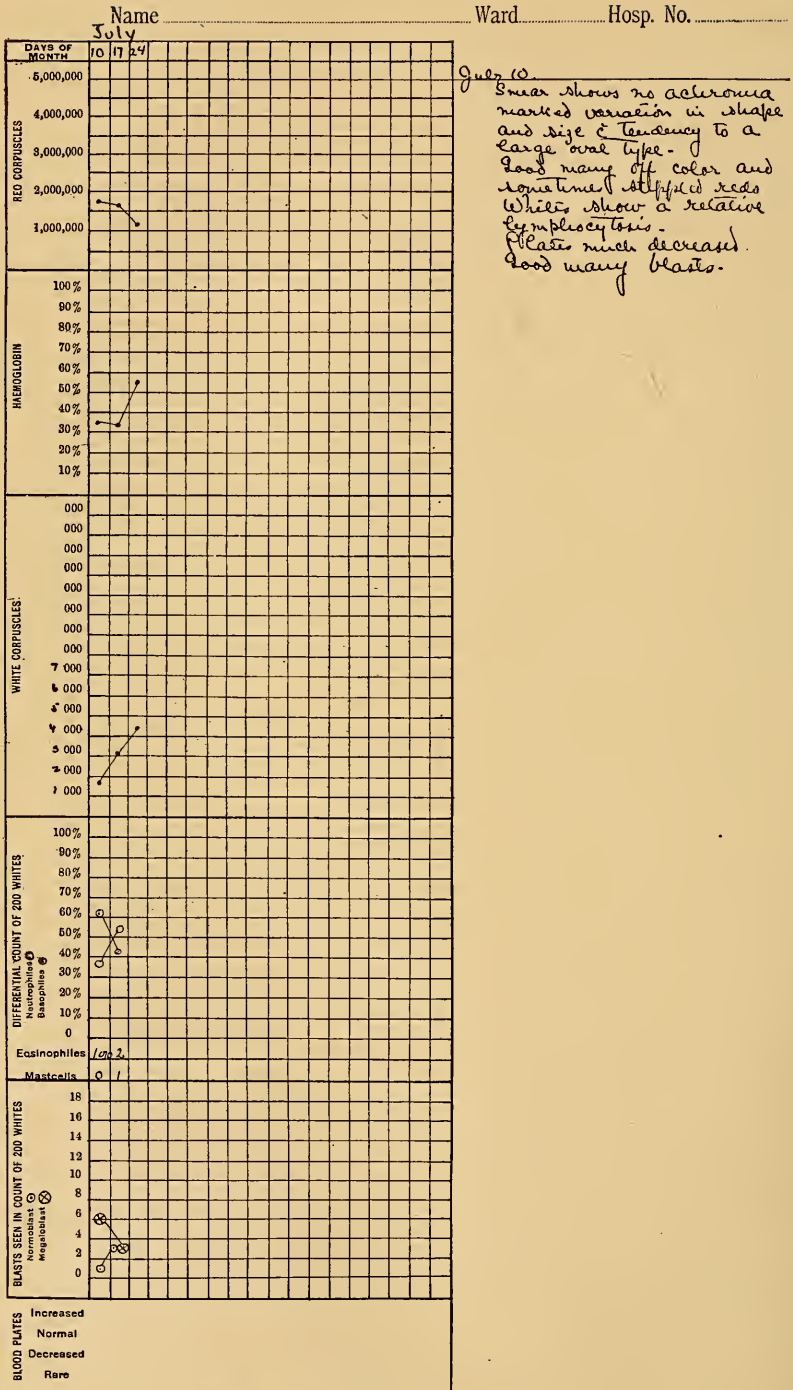 Name Ward Hosp. No.
July
DAYS OF MONTH 10 17 24
RED CORPUSCLES
5,000,000
4,000,000
3,000,000
2,000,000
1,000,000
HAEMOGLOBIN
100%
90%
80%
70%
60%
50%
40%
30%
20%
10%
WHITE CORPUSCLES
000
000
000
000
000
000
000
000
7 000
6 000
5 000
4 000
3 000
2 000
1 000
DIFFERENTIAL COUNT OF 200 WHITES
Neutrophiles
Basophiles
100%
90%
80%
70%
60%
50%
40%
30%
20%
10%
0
Eosinophiles 1% 2
Mastcells 0 1
BLASTS SEEN IN COUNT OF 200 WHITES
Normoblast
Megaloblast
18
16
14
12
10
8
6
4
2
0
BLOOD PLATES
Increased
Normal
Decreased
Rare
July 10.
Smear shows no achromia
marked variation in shape
and size c̄ tendency to a
large oval type.
Good many off color and
sometimes stippled reds
Whites show a relative
lymphocytosis.
Plates much decreased.
Good many blasts.